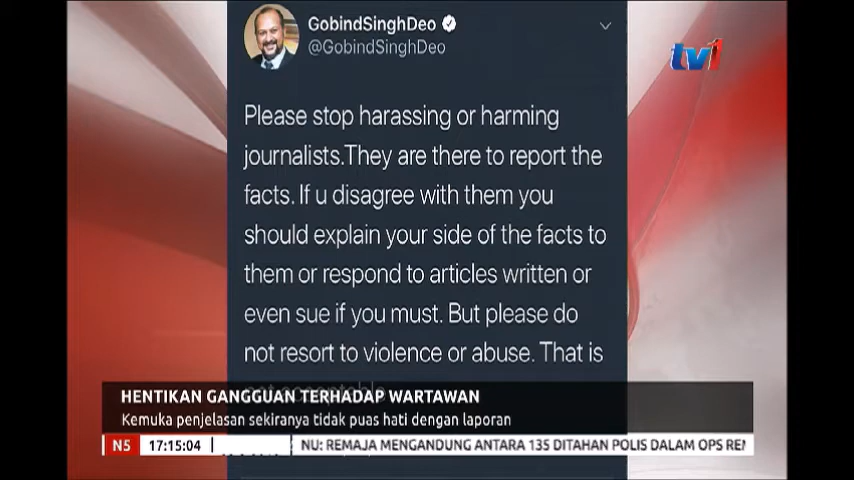 GobindSinghDeo
@GobindSinghDeo
tv1
Please stop harassing or harming
journalists.They are there to report the
facts. If u disagree with them you
should explain your side of the facts to
them or respond to articles written or
even sue if you must. But please do
not resort to violence or abuse. That is
HENTIKAN GANGGUAN TERHADAP WARTAWAN
Kemuka penjelasan sekiranya tidak puas hati dengan laporan
N5 17:15:04 NU: REMAJA MENGANDUNG ANTARA 135 DITAHAN POLIS DALAM OPS